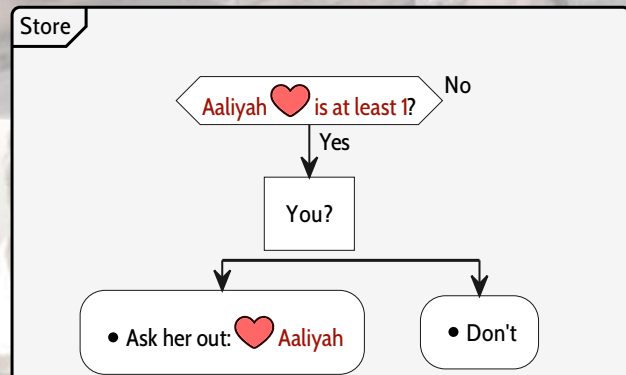 Store
Aaliyah is at least 1?
No
Yes
You?
• Ask her out: Aaliyah
• Don't